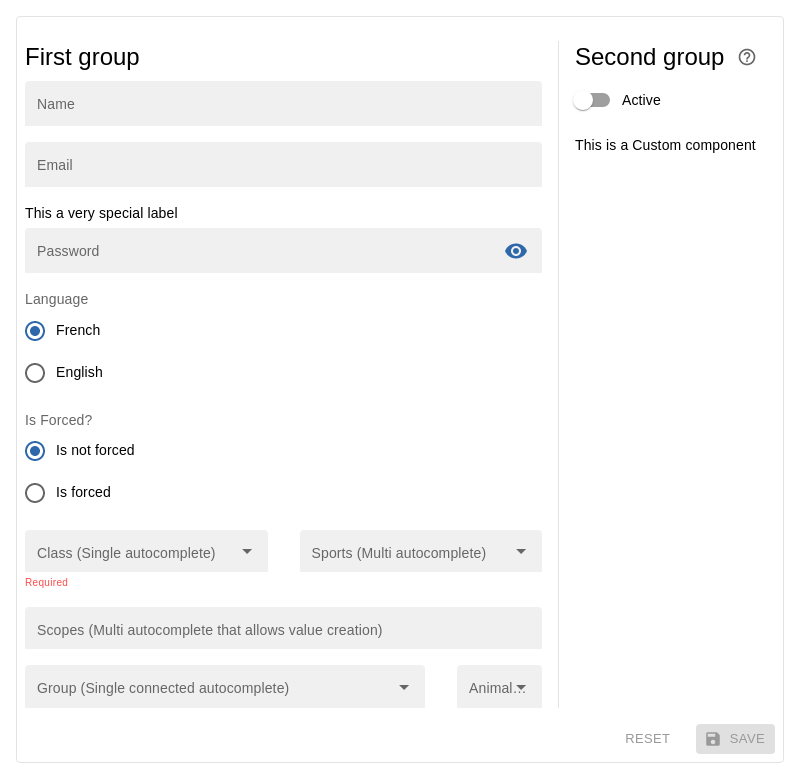 First group
Name
Email
This a very special label
Password
Language
French
English
Is Forced?
Is not forced
Is forced
Class (Single autocomplete)
Sports (Multi autocomplete)
Required
Scopes (Multi autocomplete that allows value creation)
Group (Single connected autocomplete)
Animal…
Second group
Active
This is a Custom component
RESET
SAVE